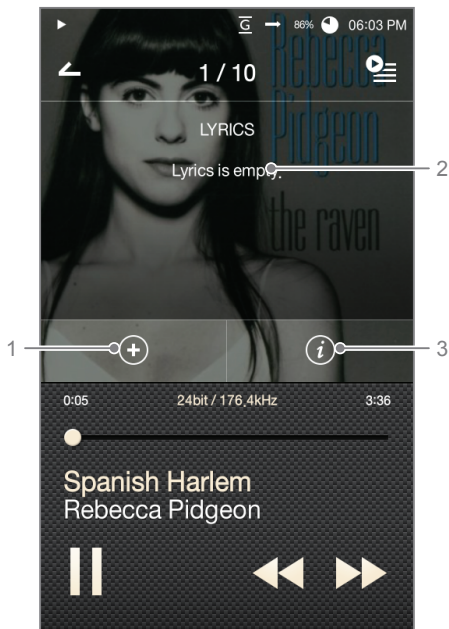 G 86% 06:03 PM
1 / 10
Rebecca
Pidgeon
the raven
LYRICS
Lyrics is empty.
2
1
3
0:05 24bit / 176.4kHz 3:36
Spanish Harlem
Rebecca Pidgeon